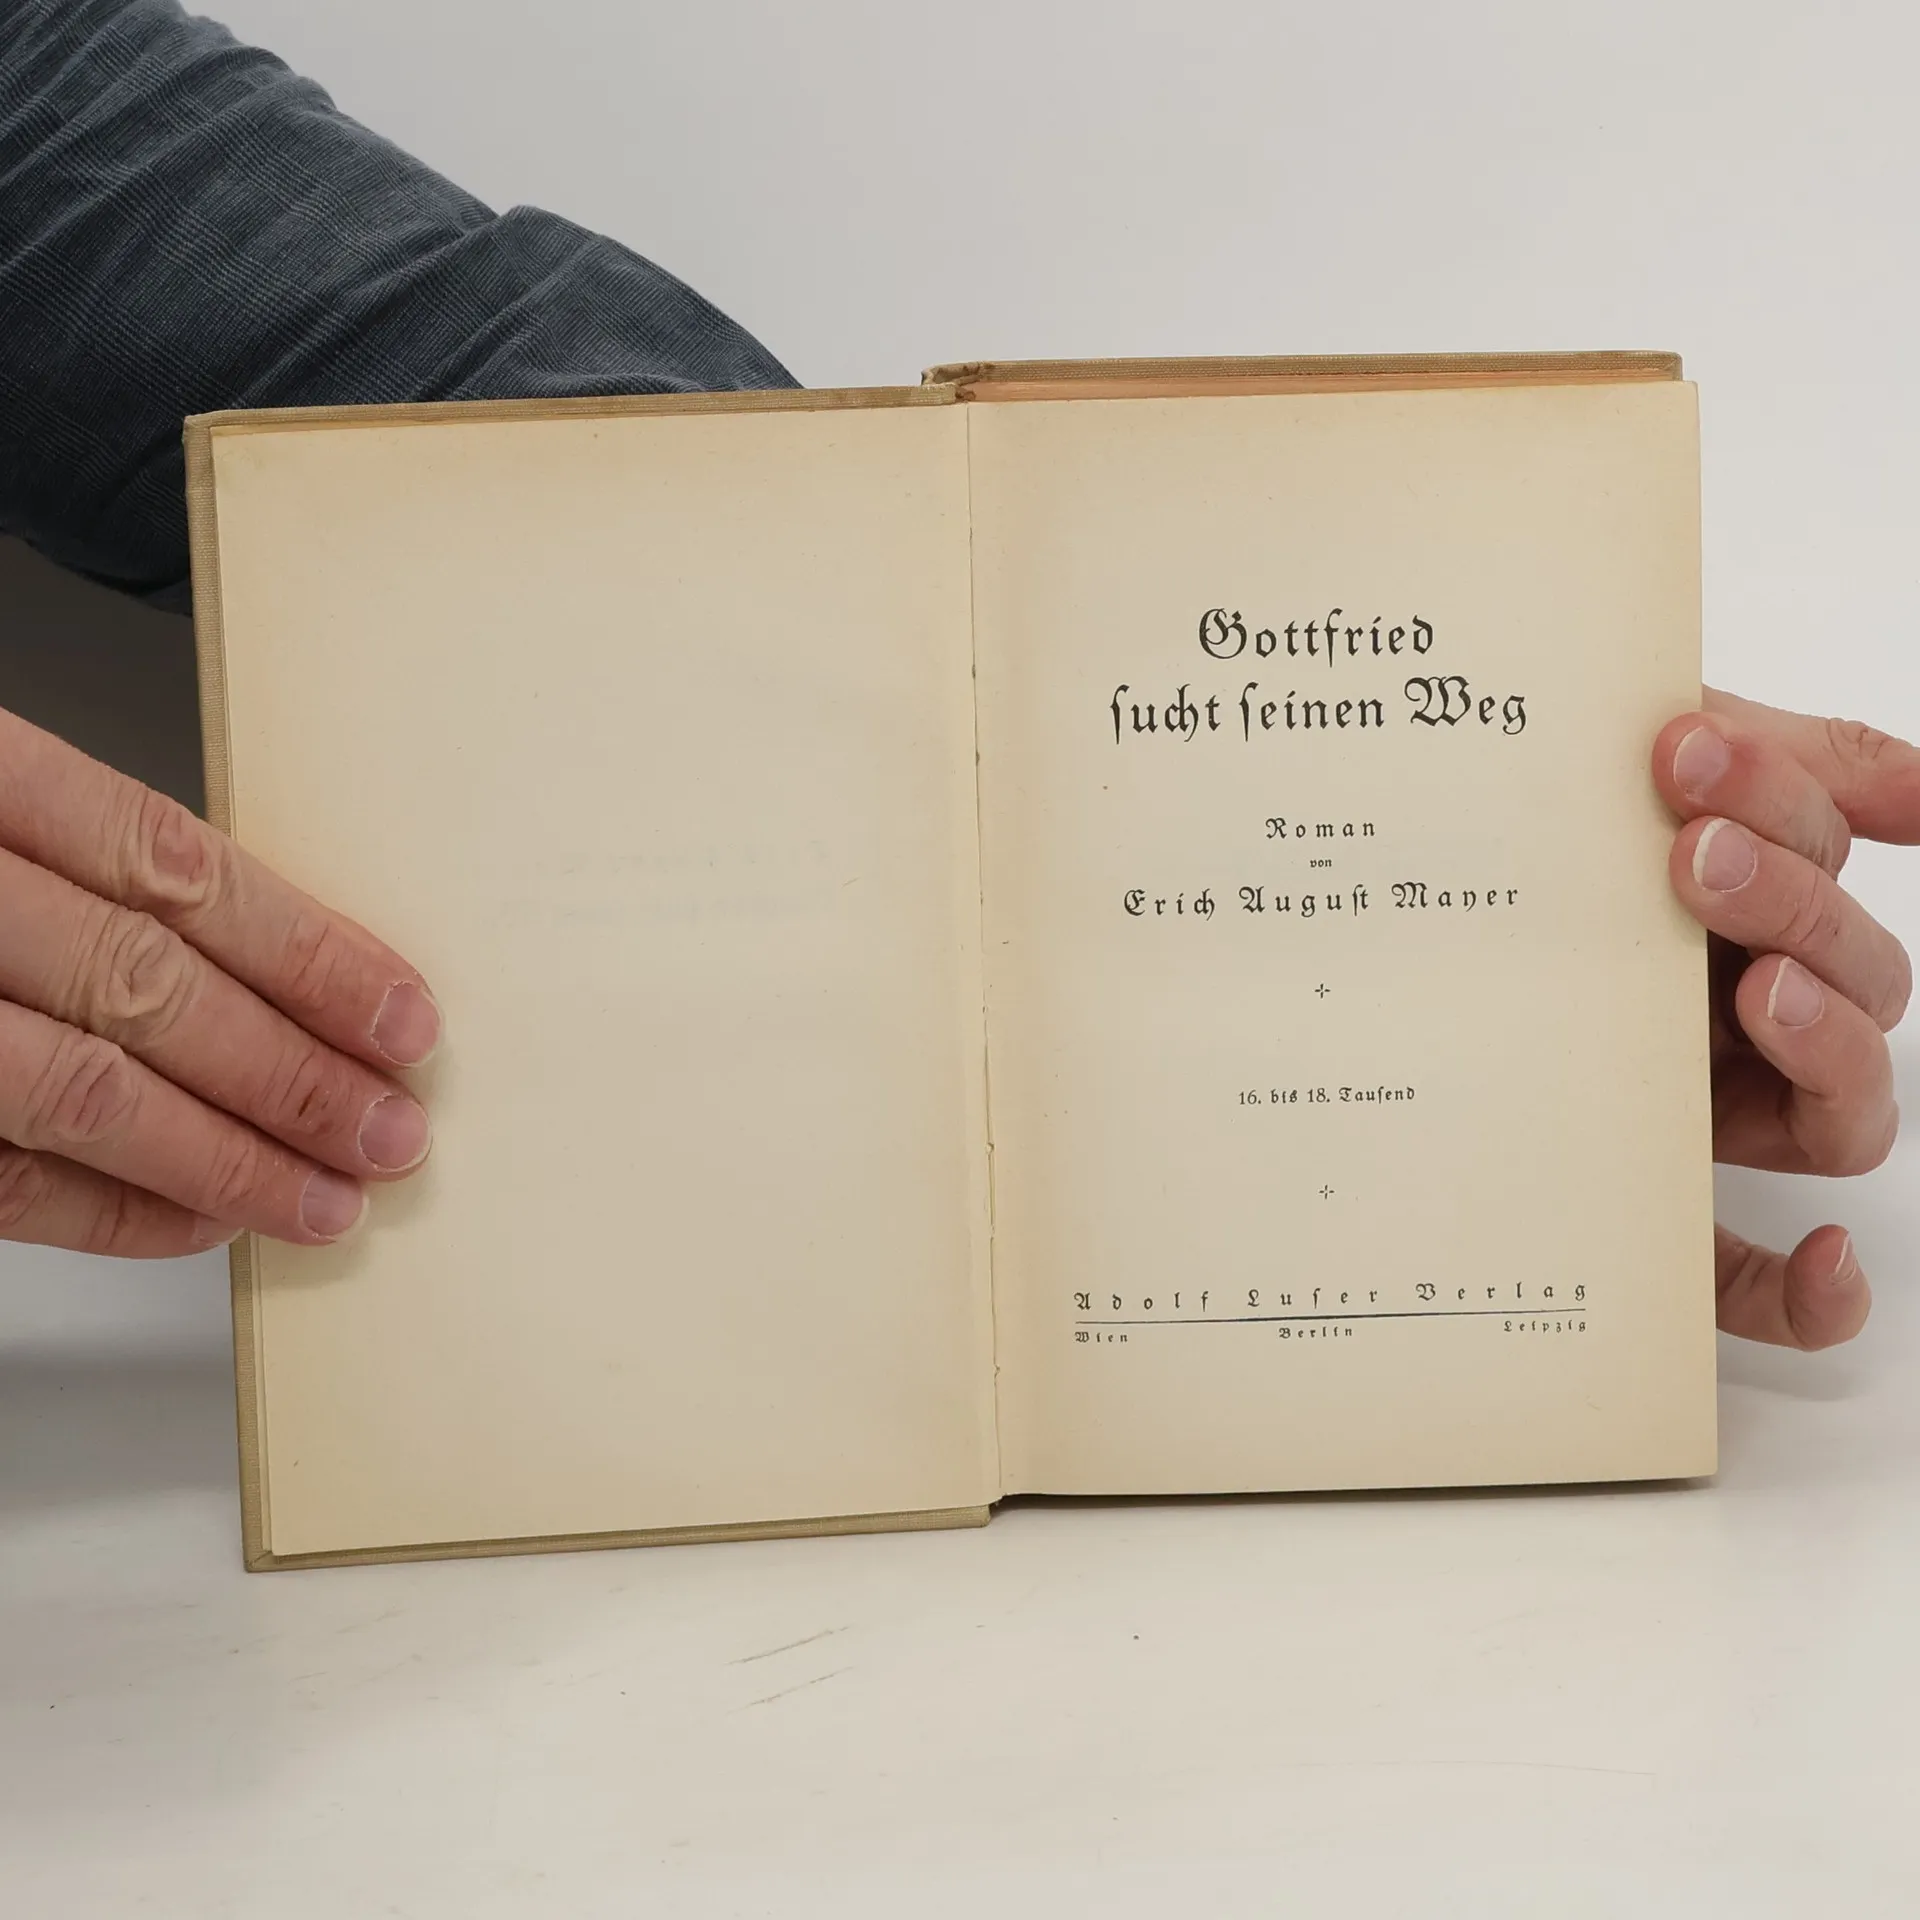 Gottfried
ſucht ſeinen Weg
Roman
von
Erich Auguſt Mayer
16. bis 18. Tauſend
Adolf Luſer Verlag
Wien Berlin Leipzig